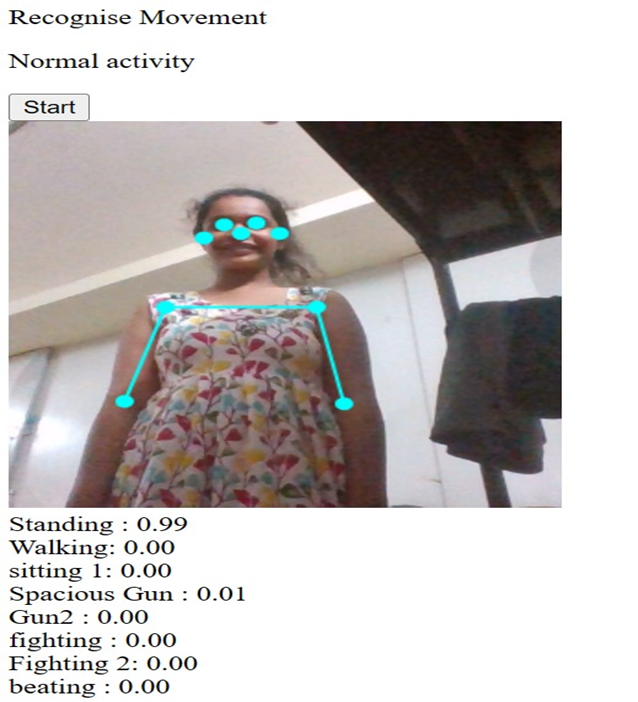 Recognise Movement
Normal activity
Start
Standing : 0.99
Walking: 0.00
sitting 1: 0.00
Spacious Gun : 0.01
Gun2 : 0.00
fighting : 0.00
Fighting 2: 0.00
beating : 0.00